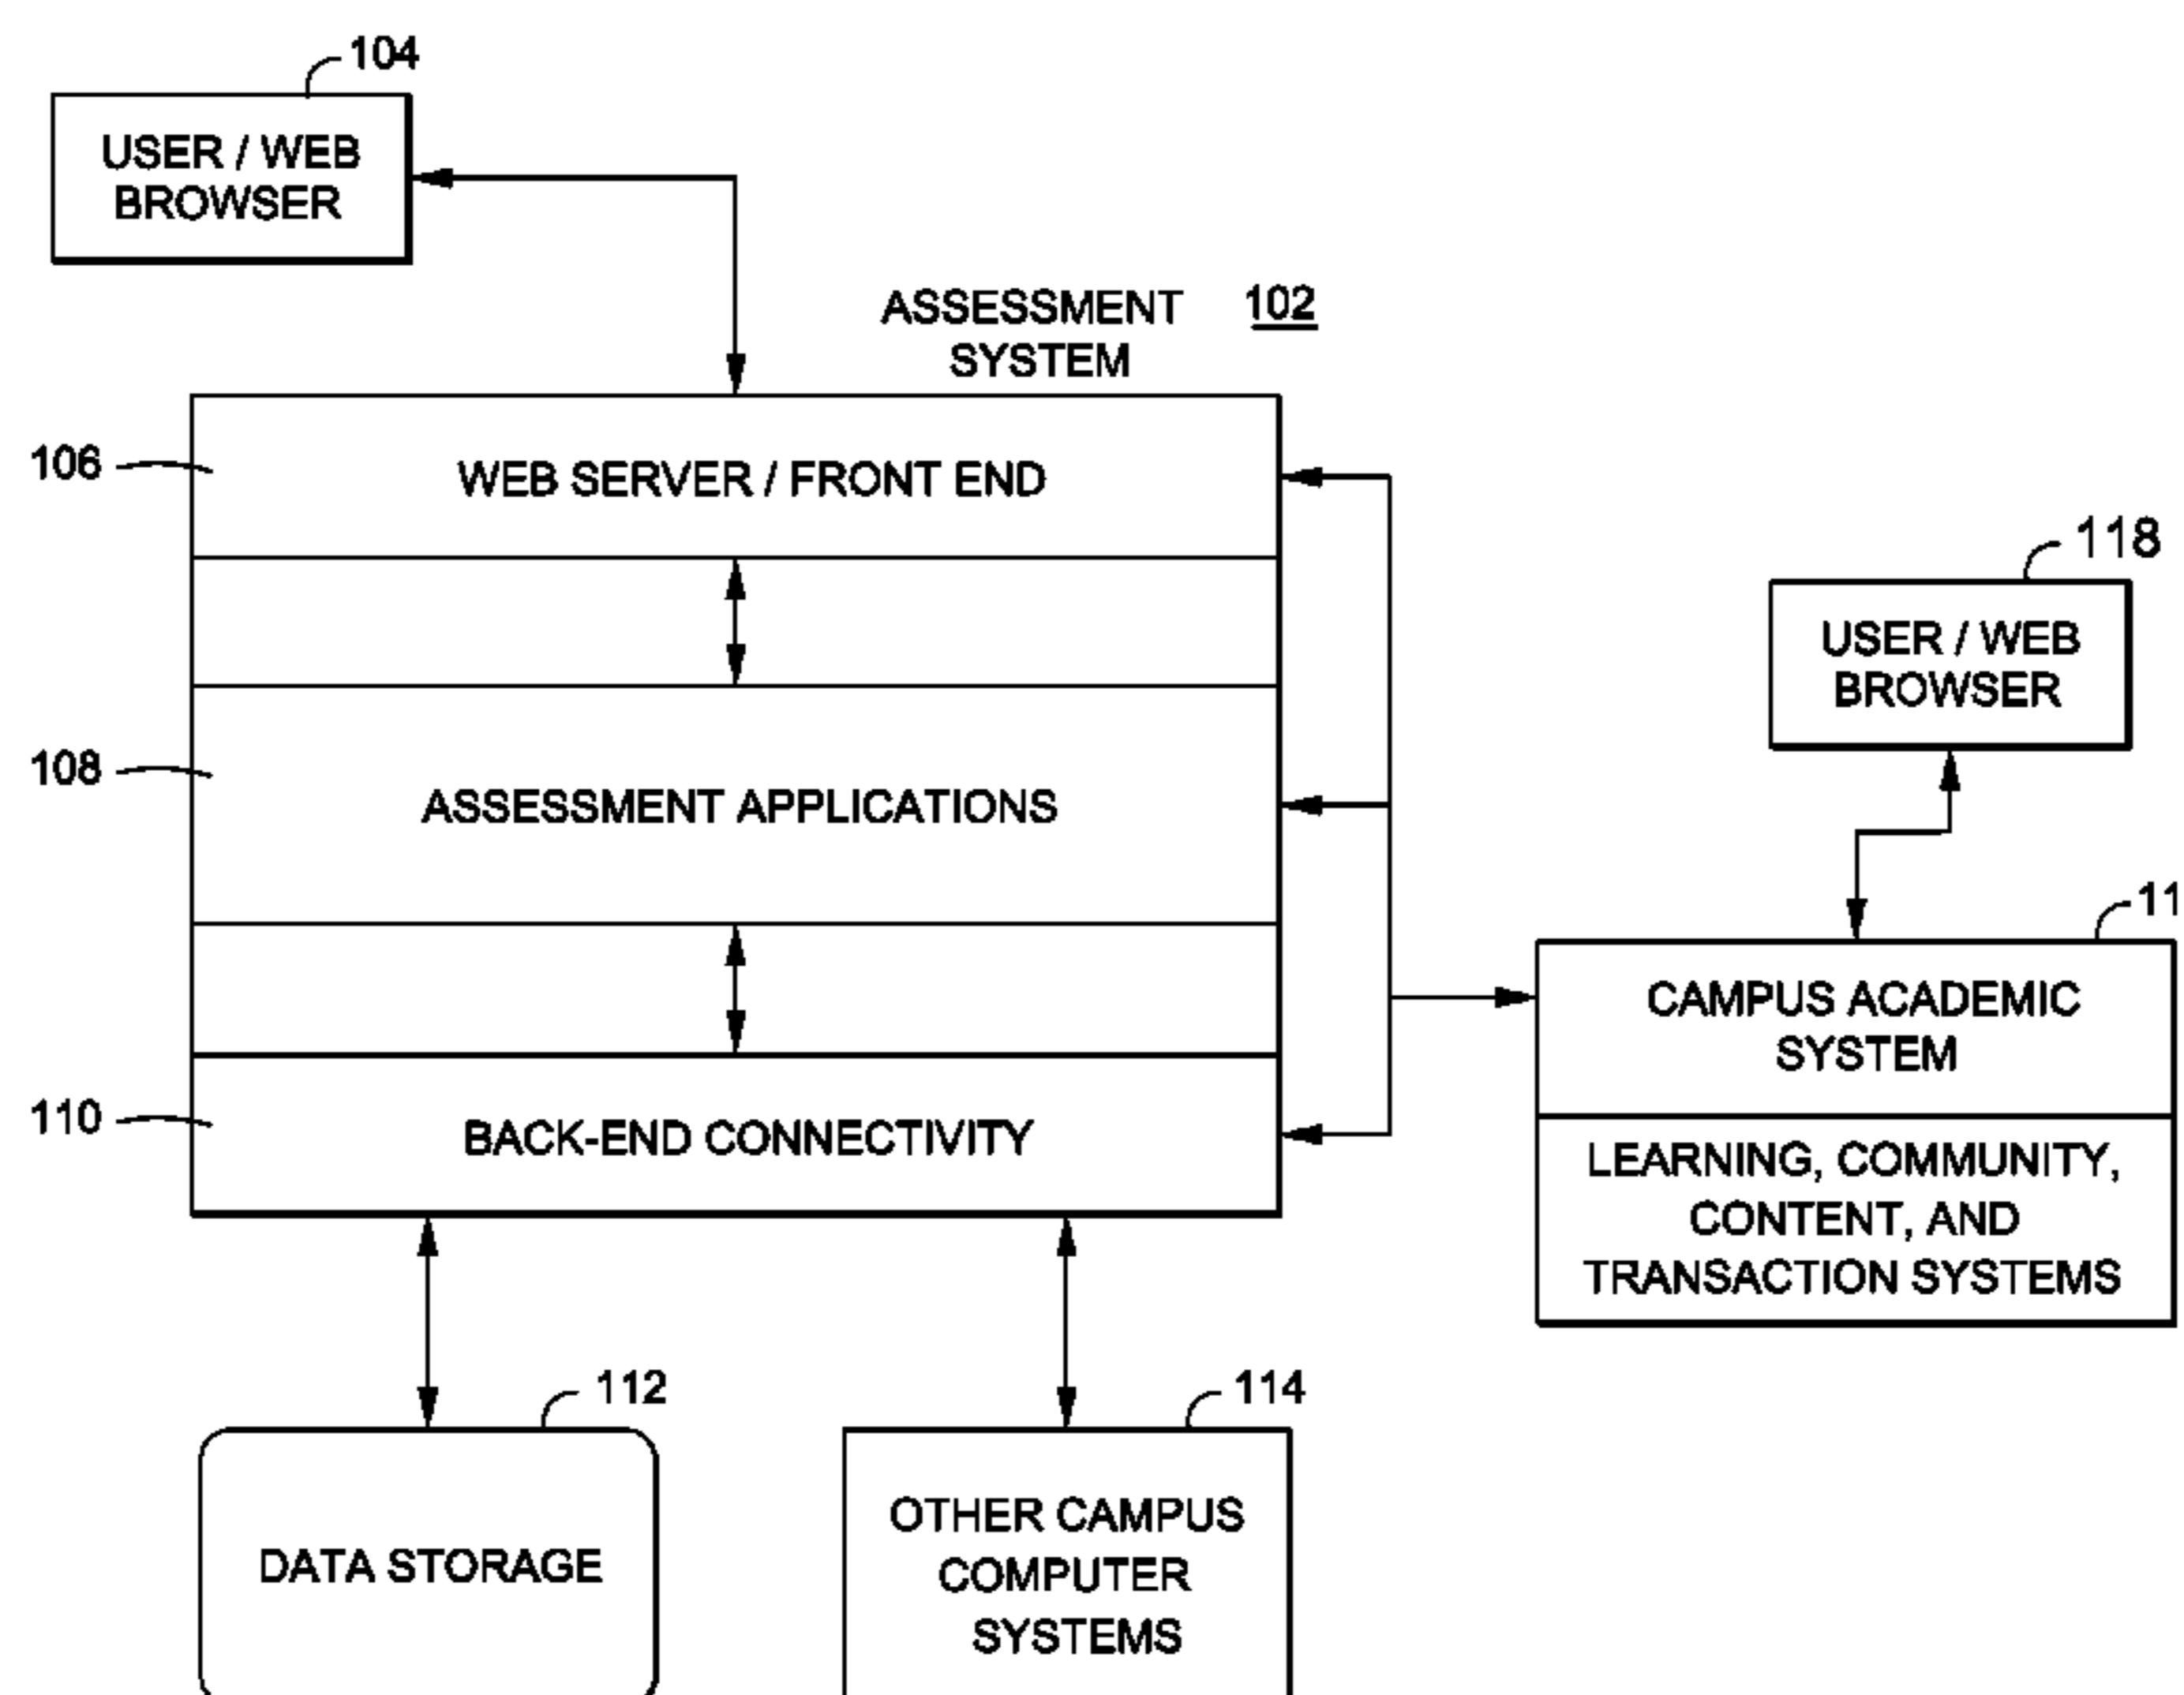 104
USER / WEB
BROWSER
ASSESSMENT 102
SYSTEM
106
WEB SERVER / FRONT END
118
USER / WEB
BROWSER
108
ASSESSMENT APPLICATIONS
11
CAMPUS ACADEMIC
SYSTEM
110
BACK-END CONNECTIVITY
LEARNING, COMMUNITY,
CONTENT, AND
TRANSACTION SYSTEMS
112
114
DATA STORAGE
OTHER CAMPUS
COMPUTER
SYSTEMS